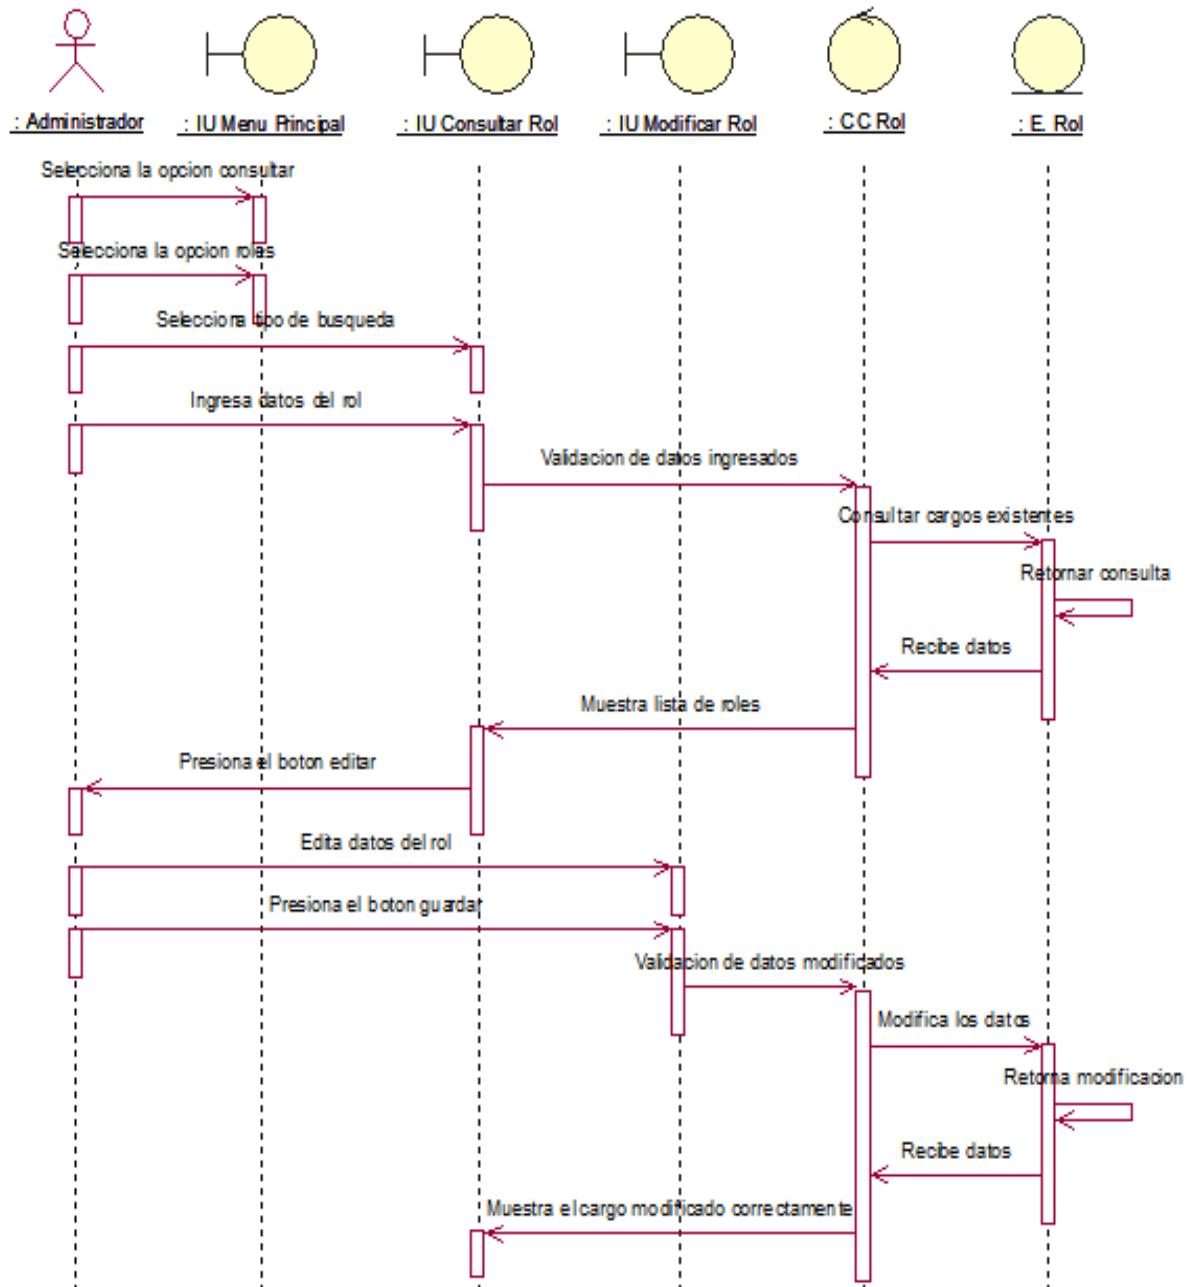 : Administrador
: IU Menu Principal
: IU Consultar Rol
: IU Modificar Rol
: CC Rol
: E. Rol
Selecciona la opcion consultar
Selecciona la opcion roles
Selecciona tipo de busqueda
Ingresa datos del rol
Validacion de datos ingresados
Consultar cargos existentes
Retornar consulta
Recibe datos
Muestra lista de roles
Presiona el boton editar
Edita datos del rol
Presiona el boton guardar
Validacion de datos modificados
Modifica los datos
Retorna modificacion
Recibe datos
Muestra el cargo modificado correctamente